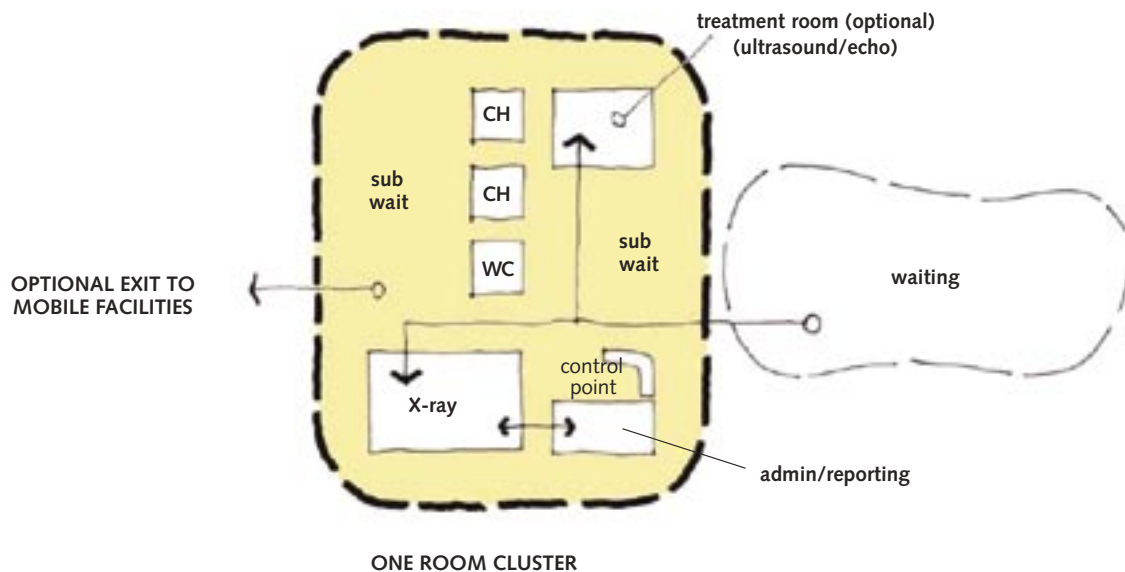 treatment room (optional)
(ultrasound/echo)
CH
sub
wait
CH
sub
wait
WC
OPTIONAL EXIT TO
MOBILE FACILITIES
waiting
control
point
X-ray
admin/reporting
ONE ROOM CLUSTER